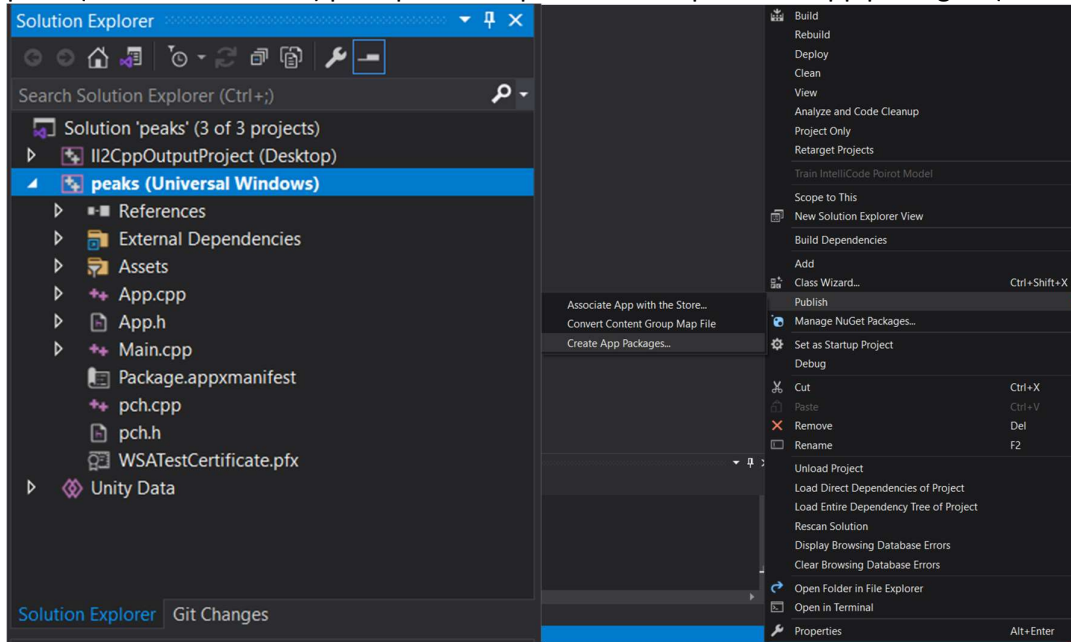 Solution Explorer
Search Solution Explorer (Ctrl+;)
Solution 'peaks' (3 of 3 projects)
Il2CppOutputProject (Desktop)
peaks (Universal Windows)
References
External Dependencies
Assets
App.cpp
App.h
Main.cpp
Package.appxmanifest
pch.cpp
pch.h
WSATestCertificate.pfx
Unity Data
Solution Explorer Git Changes
Associate App with the Store...
Convert Content Group Map File
Create App Packages...
Build
Rebuild
Deploy
Clean
View
Analyze and Code Cleanup
Project Only
Retarget Projects
Train IntelliCode Poirot Model
Scope to This
New Solution Explorer View
Build Dependencies
Add
Class Wizard... Ctrl+Shift+X
Publish
Manage NuGet Packages...
Set as Startup Project
Debug
Cut Ctrl+X
Paste Ctrl+V
Remove Del
Rename F2
Unload Project
Load Direct Dependencies of Project
Load Entire Dependency Tree of Project
Rescan Solution
Display Browsing Database Errors
Clear Browsing Database Errors
Open Folder in File Explorer
Open in Terminal
Properties Alt+Enter